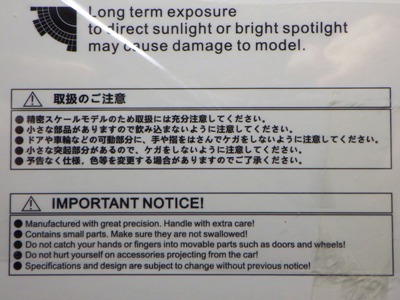 Long term exposure
to direct sunlight or bright spotilght
may cause damage to model.
取扱のご注意
●精密スケールモデルのため取扱には充分注意してください。
●小さな部品がありますので飲み込まないように注意してください。
●ドアや車輪などの可動部分に、手や指をはさんでケガをしないように注意してください。
●小さな突起部分があるので、ケガをしないように注意してください。
●予告なく仕様、色等を変更する場合がありますのでご了承ください。
IMPORTANT NOTICE!
●Manufactured with great precision. Handle with extra care!
●Contains small parts. Make sure they are not swallowed!
●Do not catch your hands or fingers into movable parts such as doors and wheels!
●Do not hurt yourself on accessories projecting from the car!
●Specifications and design are subject to change without previous notice!